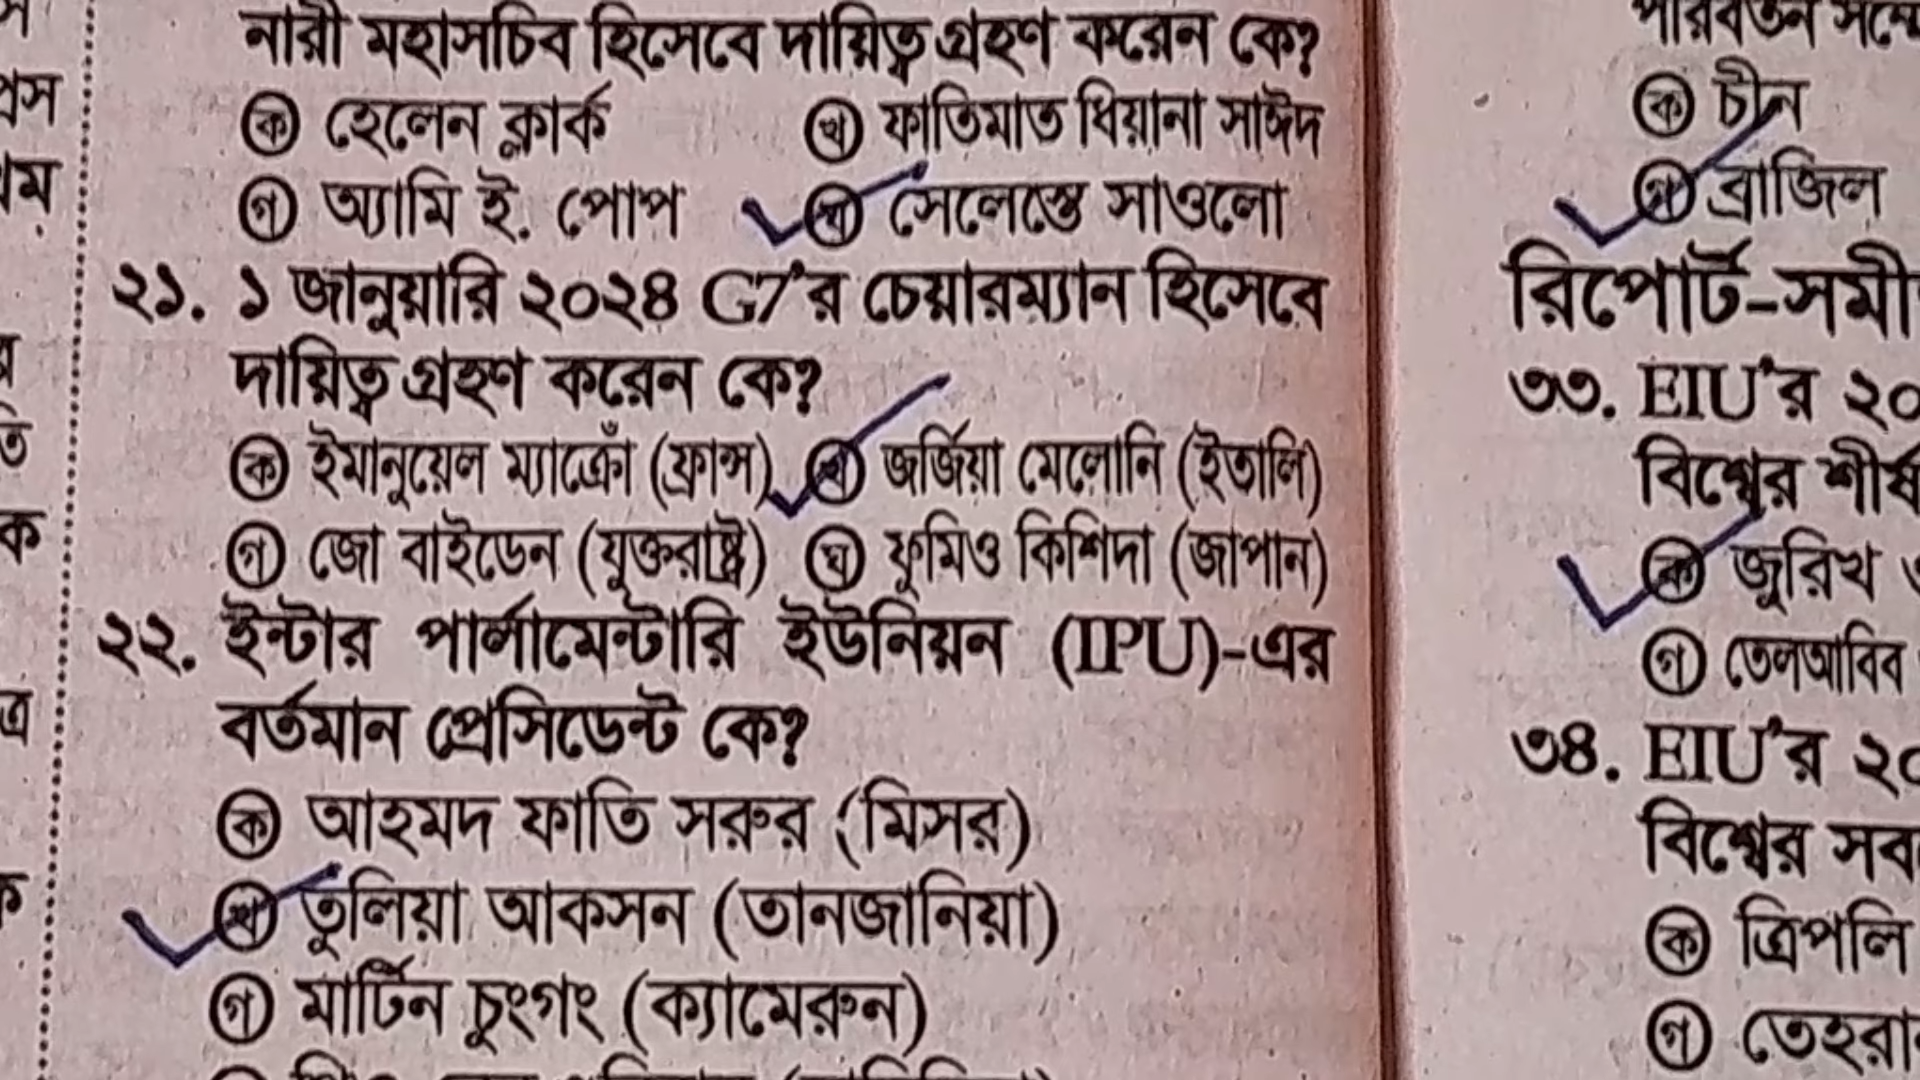 নারী মহাসচিব হিসেবে দায়িত্ব গ্রহণ করেন কে?
ক হেলেন ক্লার্ক খ ফাতিমাত ধিয়ানা সাঈদ
গ অ্যামি ই. পোপ ঘ সেলেস্তে সাওলো
২১. ১ জানুয়ারি ২০২৪ G7'র চেয়ারম্যান হিসেবে
দায়িত্ব গ্রহণ করেন কে?
ক ইমানুয়েল ম্যাক্রোঁ (ফ্রান্স) খ জর্জিয়া মেলোনি (ইতালি)
গ জো বাইডেন (যুক্তরাষ্ট্র) ঘ ফুমিও কিশিদা (জাপান)
২২. ইন্টার পার্লামেন্টারি ইউনিয়ন (IPU)-এর
বর্তমান প্রেসিডেন্ট কে?
ক আহমদ ফাতি সরুর (মিসর)
খ তুলিয়া আকসন (তানজানিয়া)
গ মার্টিন চুংগং (ক্যামেরুন)
ক চীন
গ ব্রাজিল
রিপোর্ট-সমী
৩৩. EIU'র ২০
বিশ্বের শীর্ষ
ক জুরিখ
গ তেলআবিব
৩৪. EIU'র ২০
বিশ্বের সব
ক ত্রিপলি
গ তেহরা